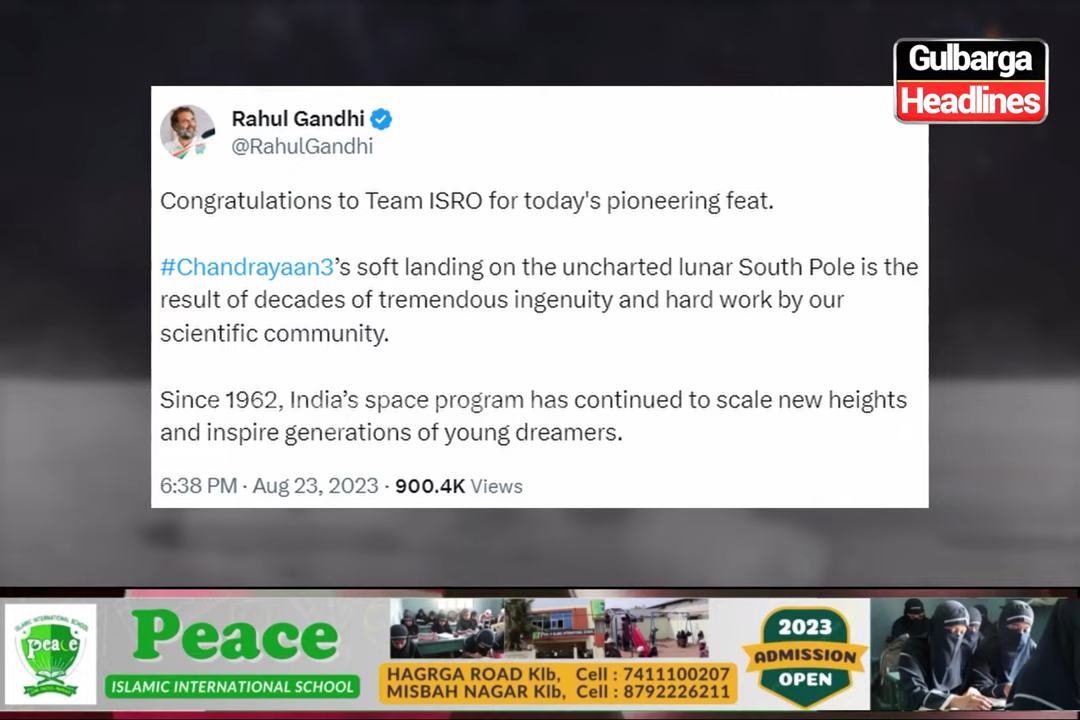 Gulbarga
Headlines
Rahul Gandhi
@RahulGandhi
Congratulations to Team ISRO for today's pioneering feat.
#Chandrayaan3’s soft landing on the uncharted lunar South Pole is the
result of decades of tremendous ingenuity and hard work by our
scientific community.
Since 1962, India’s space program has continued to scale new heights
and inspire generations of young dreamers.
6:38 PM · Aug 23, 2023 · 900.4K Views
ISLAMIC INTERNATIONAL SCHOOL
peace
Peace
ISLAMIC INTERNATIONAL SCHOOL
HAGRGA ROAD Klb, Cell : 7411100207
MISBAH NAGAR Klb, Cell : 8792226211
2023
ADMISSION
OPEN